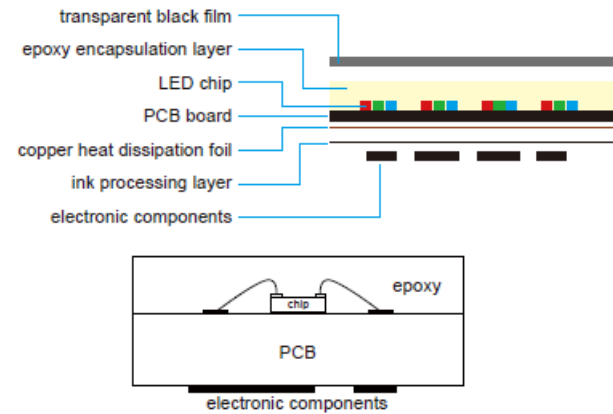 transparent black film
epoxy encapsulation layer
LED chip
PCB board
copper heat dissipation foil
ink processing layer
electronic components
epoxy
chip
PCB
electronic components